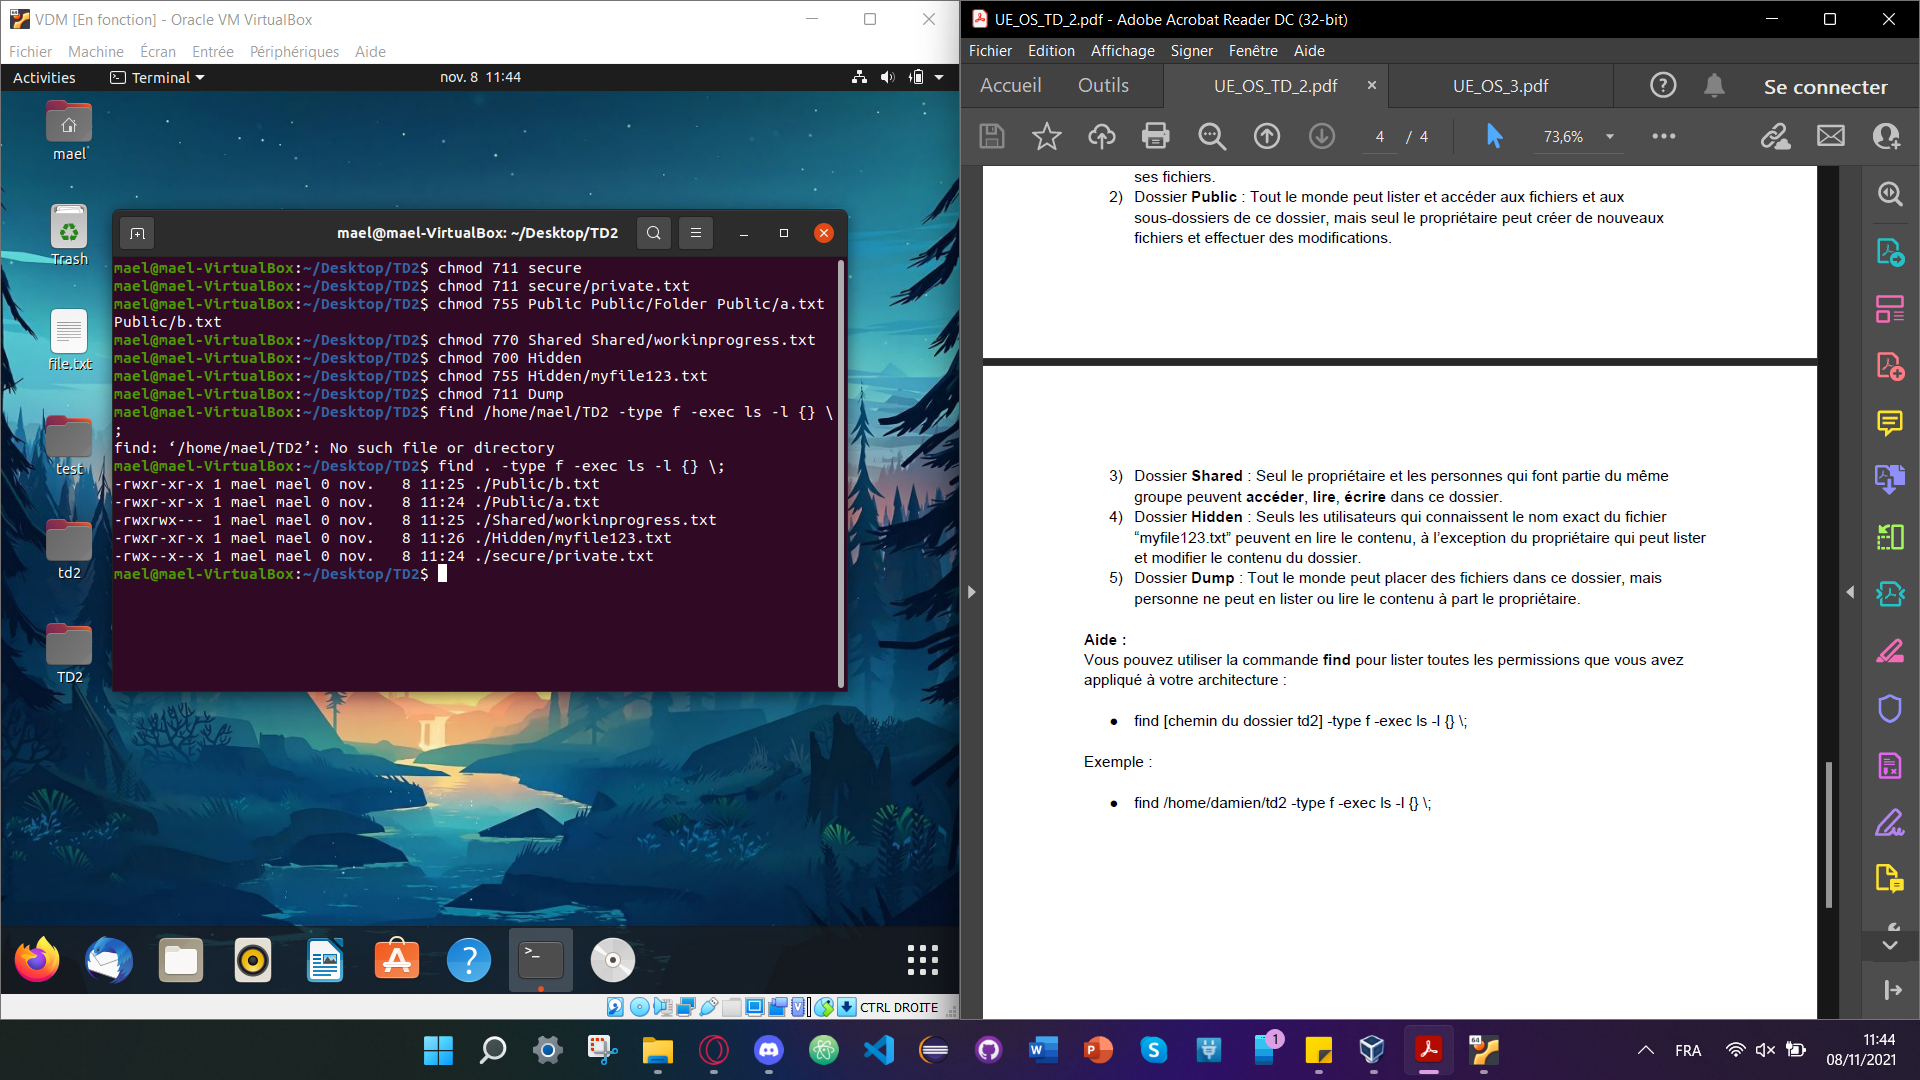 VDM [En fonction] - Oracle VM VirtualBox
Fichier Machine Écran Entrée Périphériques Aide
Activities Terminal nov. 8 11:44
mael
Trash
file.txt
test
td2
TD2
mael@mael-VirtualBox: ~/Desktop/TD2
mael@mael-VirtualBox:~/Desktop/TD2$ chmod 711 secure
mael@mael-VirtualBox:~/Desktop/TD2$ chmod 711 secure/private.txt
mael@mael-VirtualBox:~/Desktop/TD2$ chmod 755 Public Public/Folder Public/a.txt
Public/b.txt
mael@mael-VirtualBox:~/Desktop/TD2$ chmod 770 Shared Shared/workinprogress.txt
mael@mael-VirtualBox:~/Desktop/TD2$ chmod 700 Hidden
mael@mael-VirtualBox:~/Desktop/TD2$ chmod 755 Hidden/myfile123.txt
mael@mael-VirtualBox:~/Desktop/TD2$ chmod 711 Dump
mael@mael-VirtualBox:~/Desktop/TD2$ find /home/mael/TD2 -type f -exec ls -l {} \
;
find: ‘/home/mael/TD2’: No such file or directory
mael@mael-VirtualBox:~/Desktop/TD2$ find . -type f -exec ls -l {} \;
-rwxr-xr-x 1 mael mael 0 nov.   8 11:25 ./Public/b.txt
-rwxr-xr-x 1 mael mael 0 nov.   8 11:24 ./Public/a.txt
-rwxrwx--- 1 mael mael 0 nov.   8 11:25 ./Shared/workinprogress.txt
-rwxr-xr-x 1 mael mael 0 nov.   8 11:26 ./Hidden/myfile123.txt
-rwx--x--x 1 mael mael 0 nov.   8 11:24 ./secure/private.txt
mael@mael-VirtualBox:~/Desktop/TD2$
CTRL DROITE
UE_OS_TD_2.pdf - Adobe Acrobat Reader DC (32-bit)
Fichier Edition Affichage Signer Fenêtre Aide
Accueil Outils UE_OS_TD_2.pdf UE_OS_3.pdf Se connecter
4 / 4 73,6%
ses fichiers.
2) Dossier Public : Tout le monde peut lister et accéder aux fichiers et aux
sous-dossiers de ce dossier, mais seul le propriétaire peut créer de nouveaux
fichiers et effectuer des modifications.
3) Dossier Shared : Seul le propriétaire et les personnes qui font partie du même
groupe peuvent accéder, lire, écrire dans ce dossier.
4) Dossier Hidden : Seuls les utilisateurs qui connaissent le nom exact du fichier
“myfile123.txt” peuvent en lire le contenu, à l’exception du propriétaire qui peut lister
et modifier le contenu du dossier.
5) Dossier Dump : Tout le monde peut placer des fichiers dans ce dossier, mais
personne ne peut en lister ou lire le contenu à part le propriétaire.
Aide :
Vous pouvez utiliser la commande find pour lister toutes les permissions que vous avez
appliqué à votre architecture :
● find [chemin du dossier td2] -type f -exec ls -l {} \;
Exemple :
● find /home/damien/td2 -type f -exec ls -l {} \;
1
FRA
11:44
08/11/2021